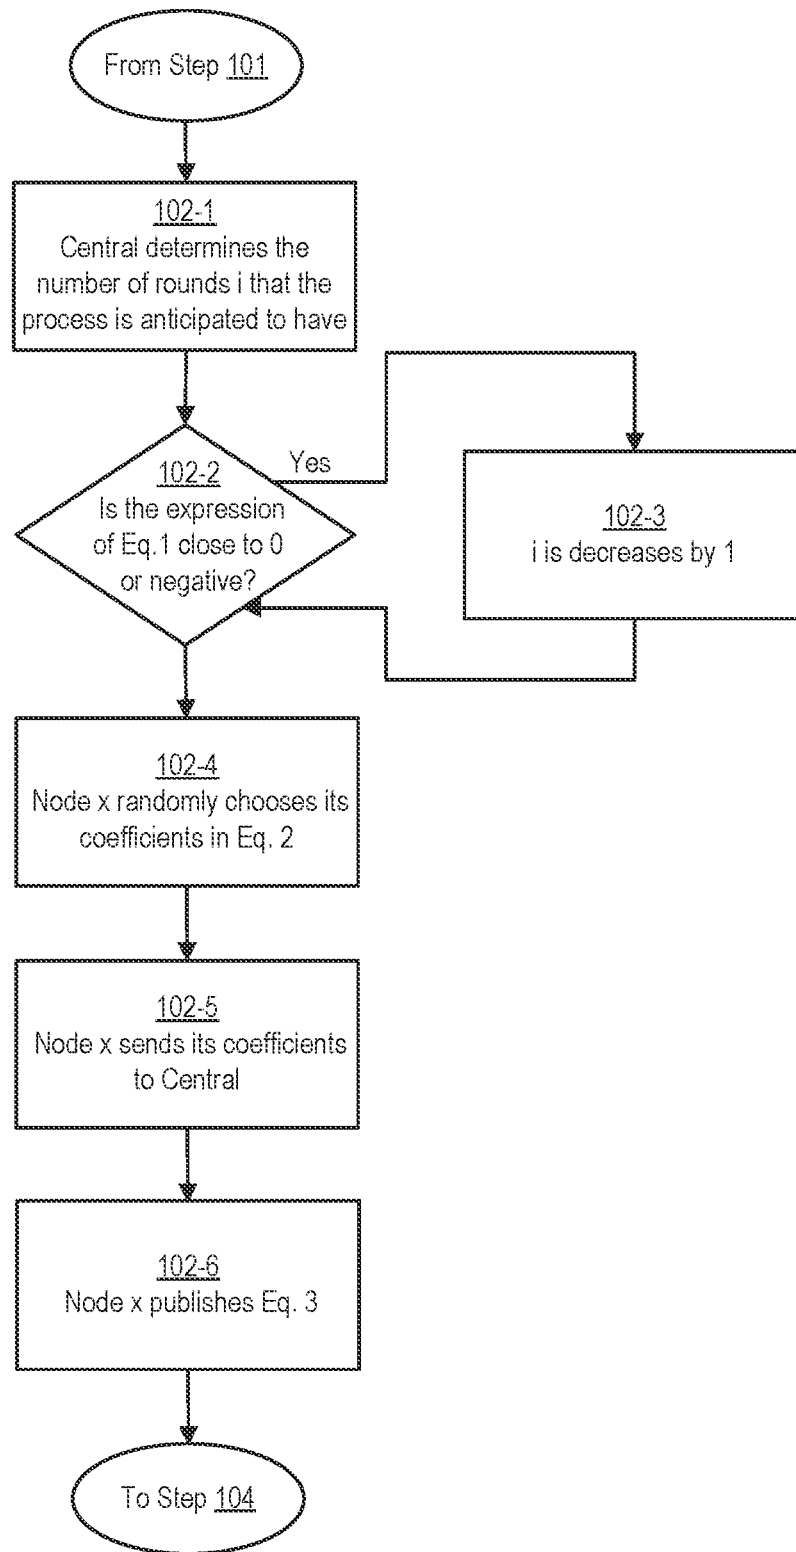 From Step 101
102-1
Central determines the
number of rounds i that the
process is anticipated to have
102-2
Is the expression
of Eq.1 close to 0
or negative?
Yes
102-3
i is decreases by 1
102-4
Node x randomly chooses its
coefficients in Eq. 2
102-5
Node x sends its coefficients
to Central
102-6
Node x publishes Eq. 3
To Step 104